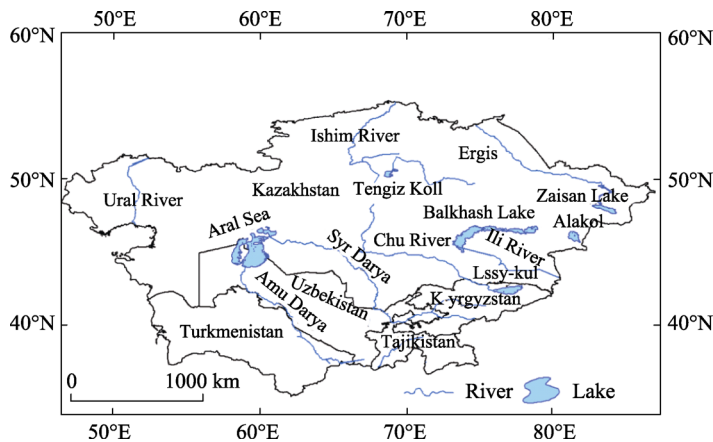 50°E 60°E 70°E 80°E
60°N 60°N
Ishim River
Ergis
50°N 50°N
Kazakhstan
Tengiz Koll
Zaisan Lake
Ural River
Balkhash Lake
Alakol
Aral Sea
Syr Darya
Chu River
Ili River
Lssy-kul
Amu Darya
Uzbekistan
K yrgyzstan
40°N 40°N
Turkmenistan
Tajikistan
0 1000 km
River Lake
50°E 60°E 70°E 80°E